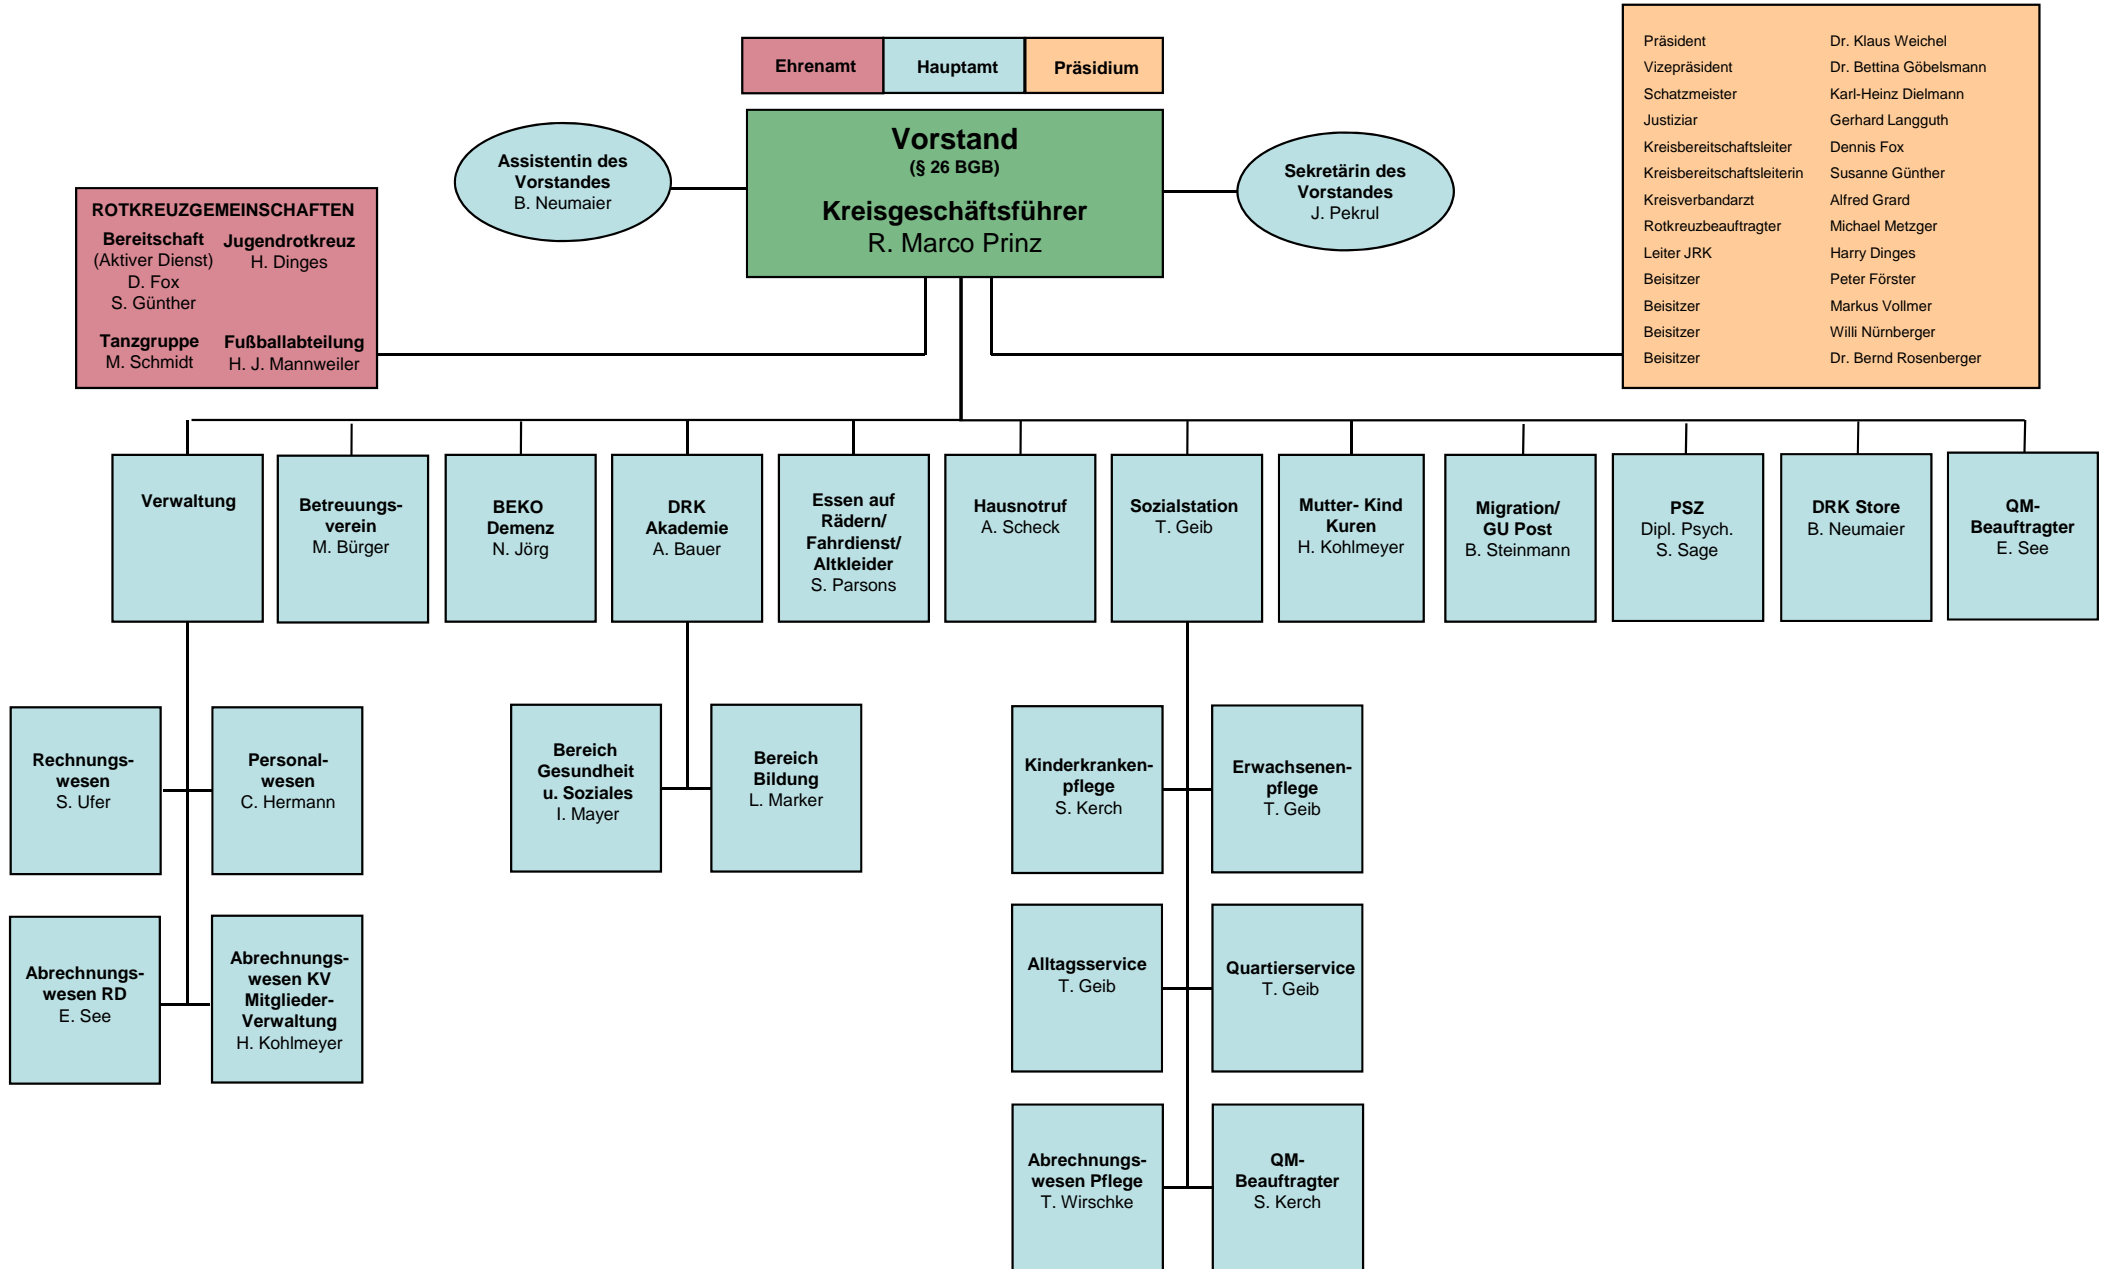 Ehrenamt
Hauptamt
Präsidium
Vorstand
(§ 26 BGB)
Kreisgeschäftsführer
R. Marco Prinz
Assistentin des
Vorstandes
B. Neumaier
Sekretärin des
Vorstandes
J. Pekrul
ROTKREUZGEMEINSCHAFTEN
Bereitschaft
(Aktiver Dienst)
D. Fox
S. Günther
Jugendrotkreuz
H. Dinges
Tanzgruppe
M. Schmidt
Fußballabteilung
H. J. Mannweiler
Präsident Dr. Klaus Weichel
Vizepräsident Dr. Bettina Göbelsmann
Schatzmeister Karl-Heinz Dielmann
Justiziar Gerhard Langguth
Kreisbereitschaftsleiter Dennis Fox
Kreisbereitschaftsleiterin Susanne Günther
Kreisverbandarzt Alfred Grard
Rotkreuzbeauftragter Michael Metzger
Leiter JRK Harry Dinges
Beisitzer Peter Förster
Beisitzer Markus Vollmer
Beisitzer Willi Nürnberger
Beisitzer Dr. Bernd Rosenberger
Verwaltung
Betreuungs-
verein
M. Bürger
BEKO
Demenz
N. Jörg
DRK
Akademie
A. Bauer
Essen auf
Rädern/
Fahrdienst/
Altkleider
S. Parsons
Hausnotruf
A. Scheck
Sozialstation
T. Geib
Mutter- Kind
Kuren
H. Kohlmeyer
Migration/
GU Post
B. Steinmann
PSZ
Dipl. Psych.
S. Sage
DRK Store
B. Neumaier
QM-
Beauftragter
E. See
Rechnungs-
wesen
S. Ufer
Personal-
wesen
C. Hermann
Bereich
Gesundheit
u. Soziales
I. Mayer
Bereich
Bildung
L. Marker
Kinderkranken-
pflege
S. Kerch
Erwachsenen-
pflege
T. Geib
Abrechnungs-
wesen RD
E. See
Abrechnungs-
wesen KV
Mitglieder-
Verwaltung
H. Kohlmeyer
Alltagsservice
T. Geib
Quartierservice
T. Geib
Abrechnungs-
wesen Pflege
T. Wirschke
QM-
Beauftragter
S. Kerch